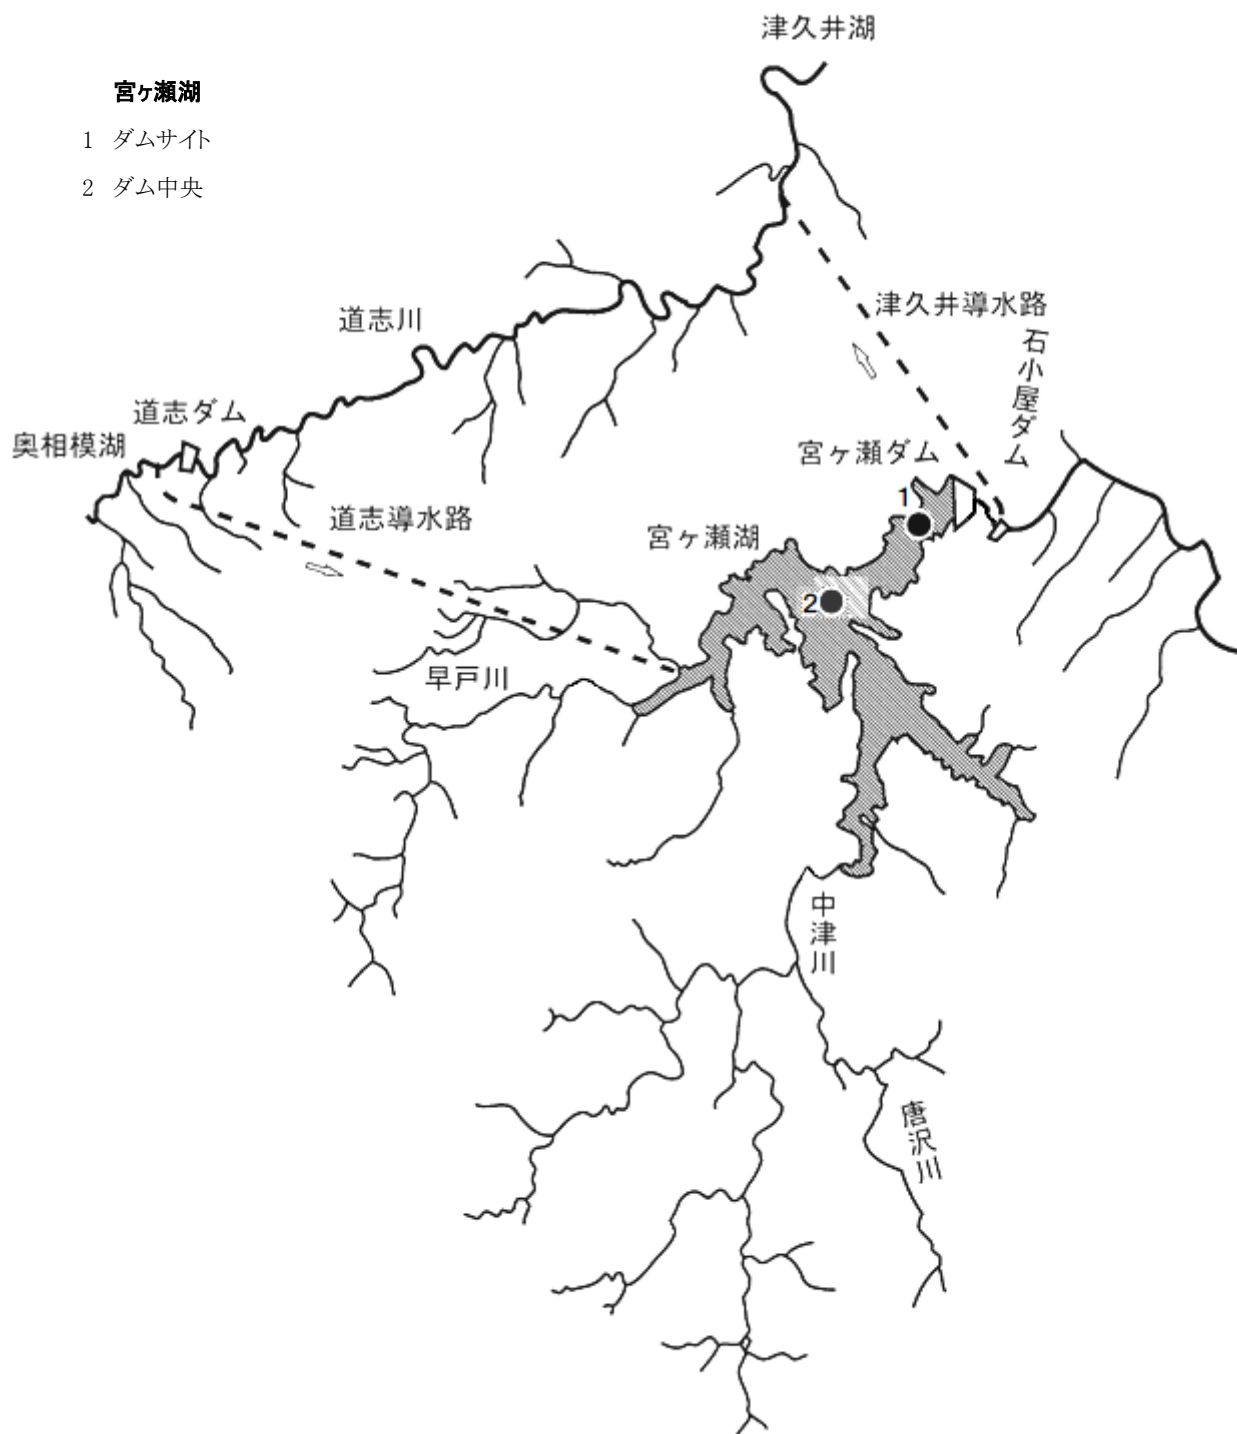 津久井湖
宮ヶ瀬湖
1 ダムサイト
2 ダム中央
津久井導水路
道志川
石小屋ダム
道志ダム
奥相模湖
宮ヶ瀬ダム
1
道志導水路
宮ヶ瀬湖
2
早戸川
中津川
唐沢川